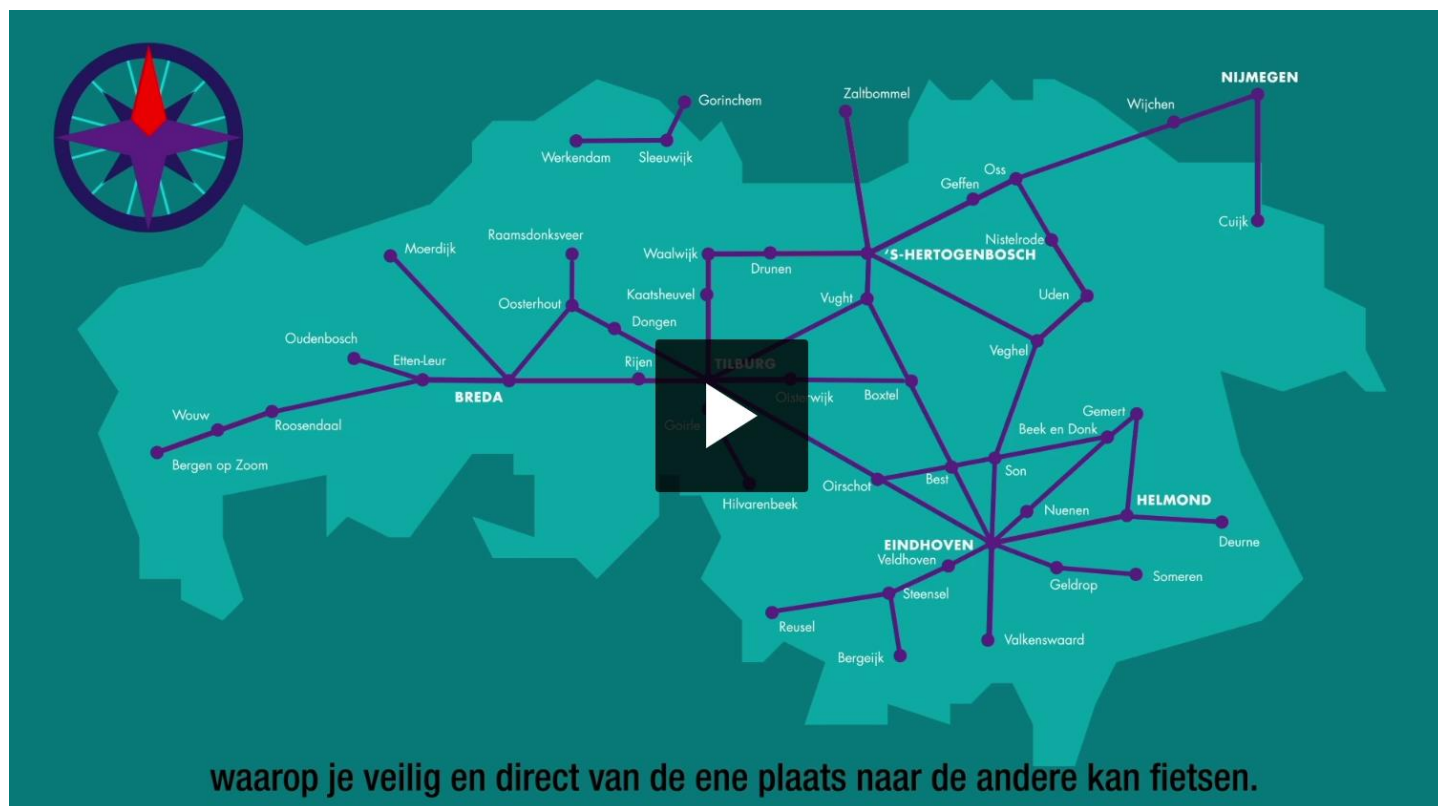 NIJMEGEN
Zaltbommel
Gorinchem
Wijchen
Werkendam
Sleeuwijk
Oss
Geffen
Cuijk
Raamsdonksveer
Moerdijk
Waalwijk
Nistelrode
'S-HERTOGENBOSCH
Drunen
Kaatsheuvel
Vught
Uden
Oosterhout
Dongen
Oudenbosch
Veghel
Etten-Leur
Rijen
TILBURG
BREDA
Oisterwijk
Boxtel
Wouw
Roosendaal
Gemert
Goirle
Beek en Donk
Bergen op Zoom
Son
Best
Oirschot
HELMOND
Hilvarenbeek
Nuenen
Deurne
EINDHOVEN
Veldhoven
Geldrop
Someren
Steensel
Reusel
Valkenswaard
Bergeijk
waarop je veilig en direct van de ene plaats naar de andere kan fietsen.